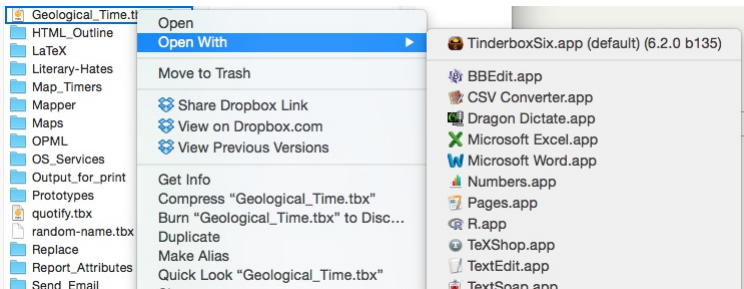 Geological_Time.tb
HTML_Outline
LaTeX
Literary-Hates
Map_Timers
Mapper
Maps
OPML
OS_Services
Output_for_print
Prototypes
quotify.tbx
random-name.tbx
Replace
Report_Attributes
Send_Email
Open
Open With
Move to Trash
Share Dropbox Link
View on Dropbox.com
View Previous Versions
Get Info
Compress “Geological_Time.tbx”
Burn “Geological_Time.tbx” to Disc...
Duplicate
Make Alias
Quick Look “Geological_Time.tbx”
TinderboxSix.app (default) (6.2.0 b135)
BBEdit.app
CSV Converter.app
Dragon Dictate.app
Microsoft Excel.app
Microsoft Word.app
Numbers.app
Pages.app
R.app
TeXShop.app
TextEdit.app
TextSoap.app